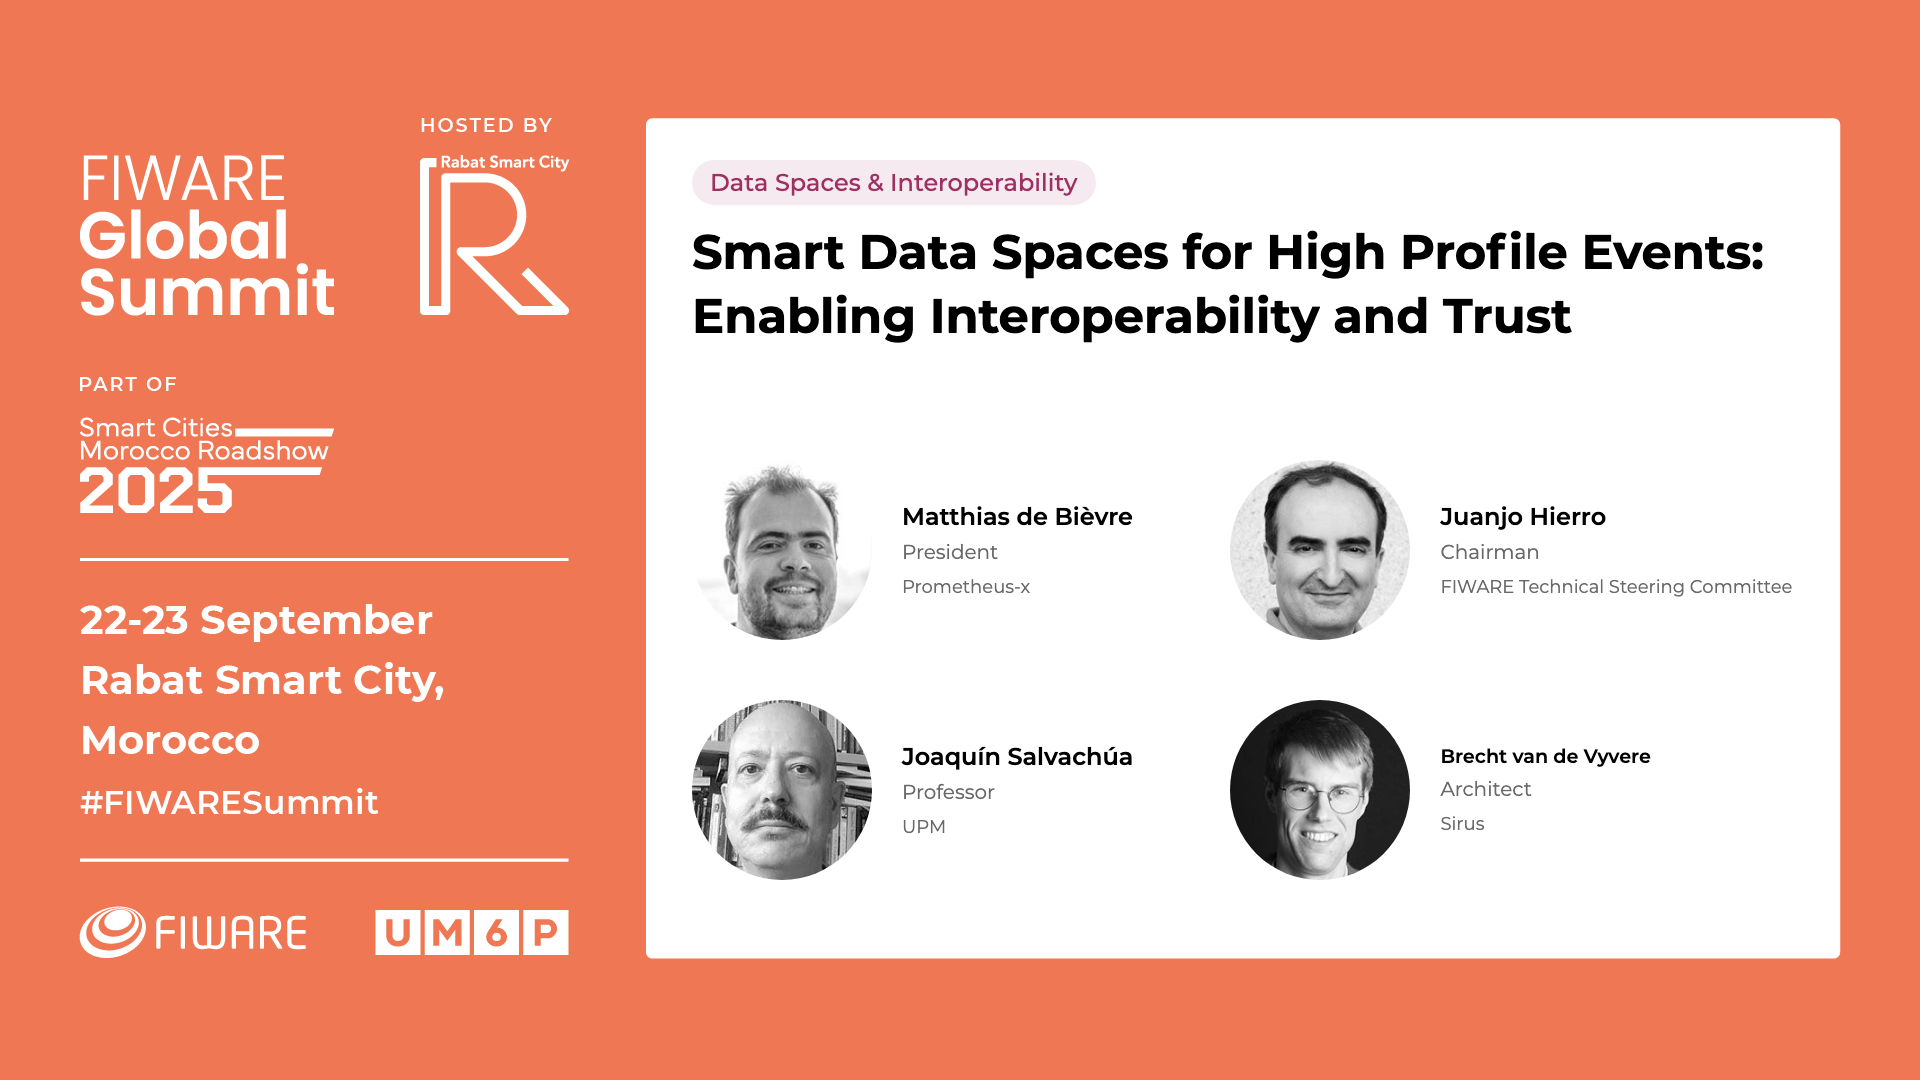 FIWARE
Global
Summit
HOSTED BY
Rabat Smart City
R
PART OF
Smart Cities
Morocco Roadshow
2025
22-23 September
Rabat Smart City,
Morocco
#FIWARESummit
FIWARE
UM6P
Data Spaces & Interoperability
Smart Data Spaces for High Profile Events:
Enabling Interoperability and Trust
Matthias de Bièvre
President
Prometheus-x
Juanjo Hierro
Chairman
FIWARE Technical Steering Committee
Joaquín Salvachúa
Professor
UPM
Brecht van de Vyvere
Architect
Sirus